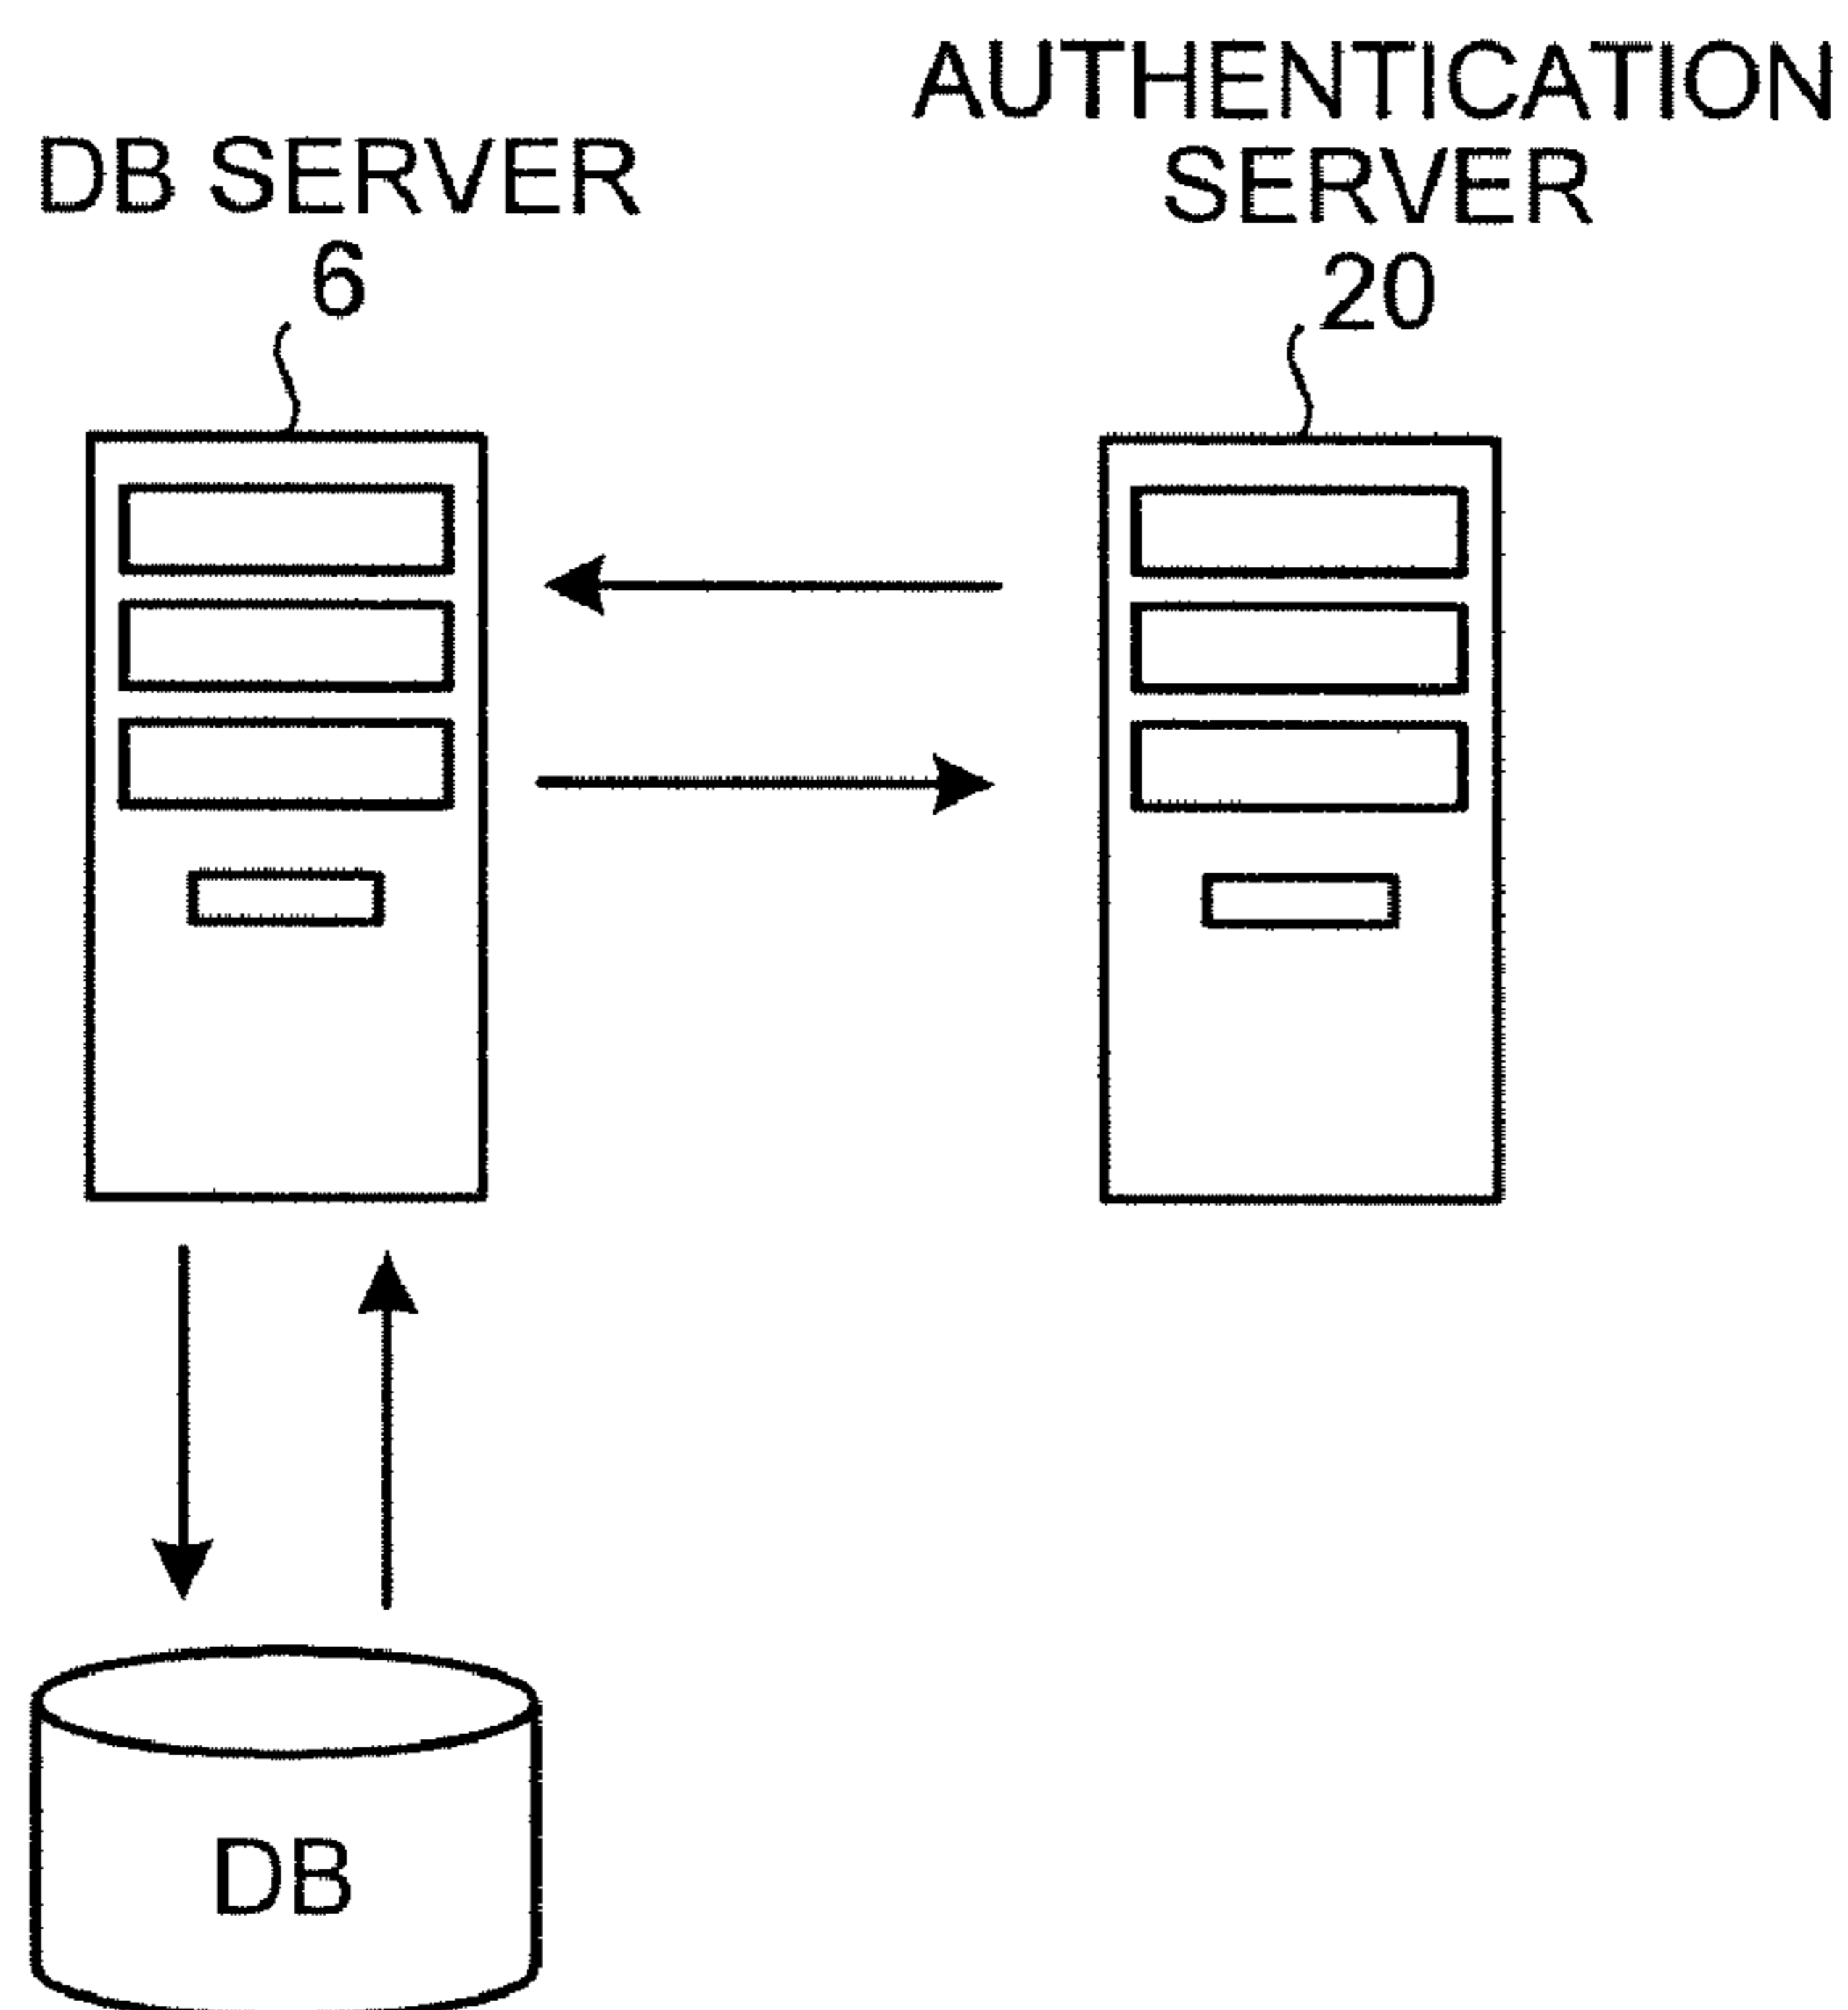 DB SERVER
6
AUTHENTICATION
SERVER
20
DB